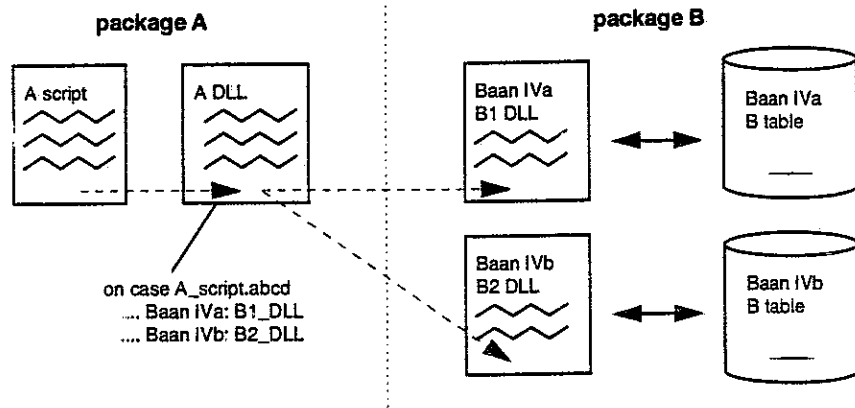 package A
package B
A script
A DLL
Baan IVa
B1 DLL
Baan IVa
B table
Baan IVb
B2 DLL
Baan IVb
B table
on case A_script.abcd
.... Baan IVa: B1_DLL
.... Baan IVb: B2_DLL